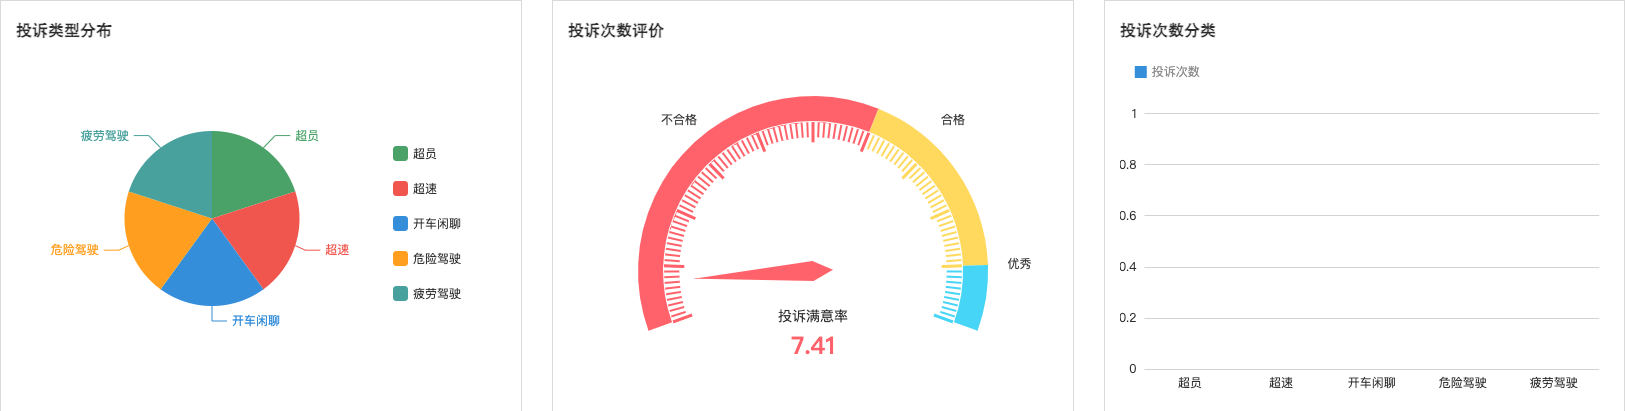 投诉类型分布
疲劳驾驶
超员
危险驾驶
超速
开车闲聊
超员
超速
开车闲聊
危险驾驶
疲劳驾驶
投诉次数评价
不合格
合格
优秀
投诉满意率
7.41
投诉次数分类
投诉次数
1
0.8
0.6
0.4
0.2
0
超员 超速 开车闲聊 危险驾驶 疲劳驾驶